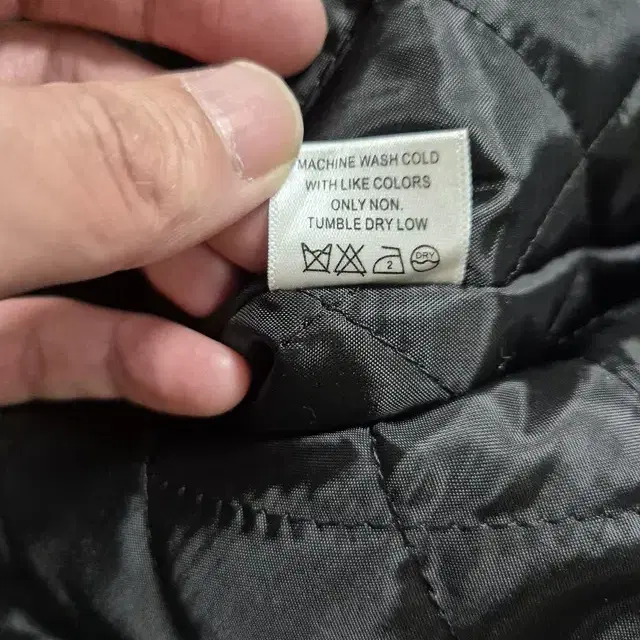 MACHINE WASH COLD
WITH LIKE COLORS
ONLY NON.
TUMBLE DRY LOW
2 DRY